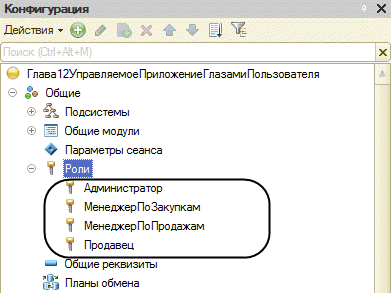 Конфигурация
Действия
Поиск (Ctrl+Alt+M)
Глава12УправляемоеПриложениеГлазамиПользователя
Общие
Подсистемы
Общие модули
Параметры сеанса
Роли
Администратор
МенеджерПоЗакупкам
МенеджерПоПродажам
Продавец
Общие реквизиты
Планы обмена